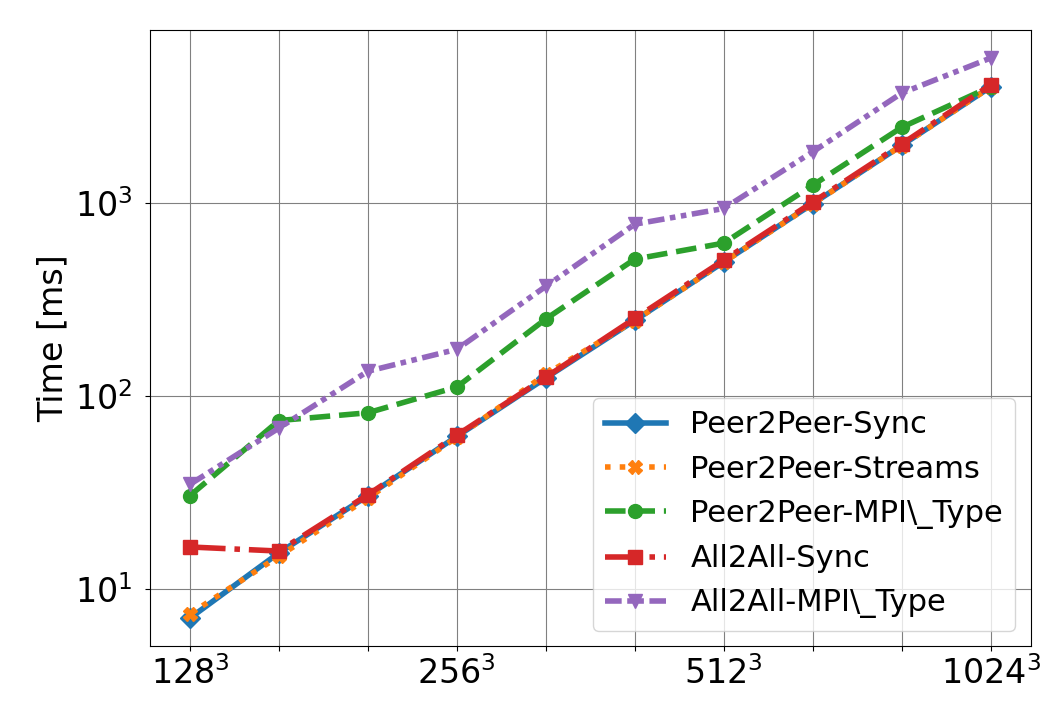 Time [ms]
10³
10²
10¹
128³ 256³ 512³ 1024³
Peer2Peer-Sync
Peer2Peer-Streams
Peer2Peer-MPI\_Type
All2All-Sync
All2All-MPI\_Type